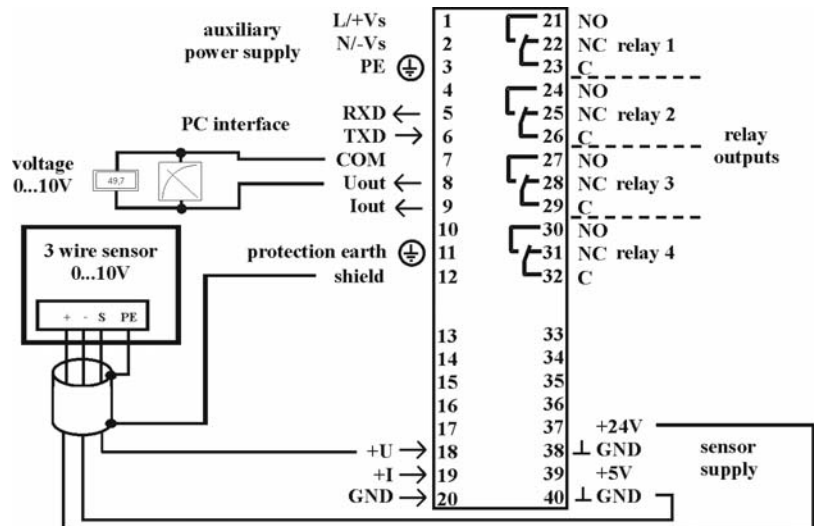 L/+Vs 1 21 NO
auxiliary power supply N/-Vs 2 22 NC relay 1
PE 3 23 C
4 24 NO
RXD ← 5 25 NC relay 2
PC interface TXD → 6 26 C
relay outputs
COM 7 27 NO
voltage 0...10V 49,7 Uout ← 8 28 NC relay 3
Iout ← 9 29 C
10 30 NO
3 wire sensor 0...10V protection earth 11 31 NC relay 4
shield 12 32 C
+ - S PE
13 33
14 34
15 35
16 36
17 37 +24V
+U → 18 38 ⊥ GND sensor supply
+I → 19 39 +5V
GND → 20 40 ⊥ GND